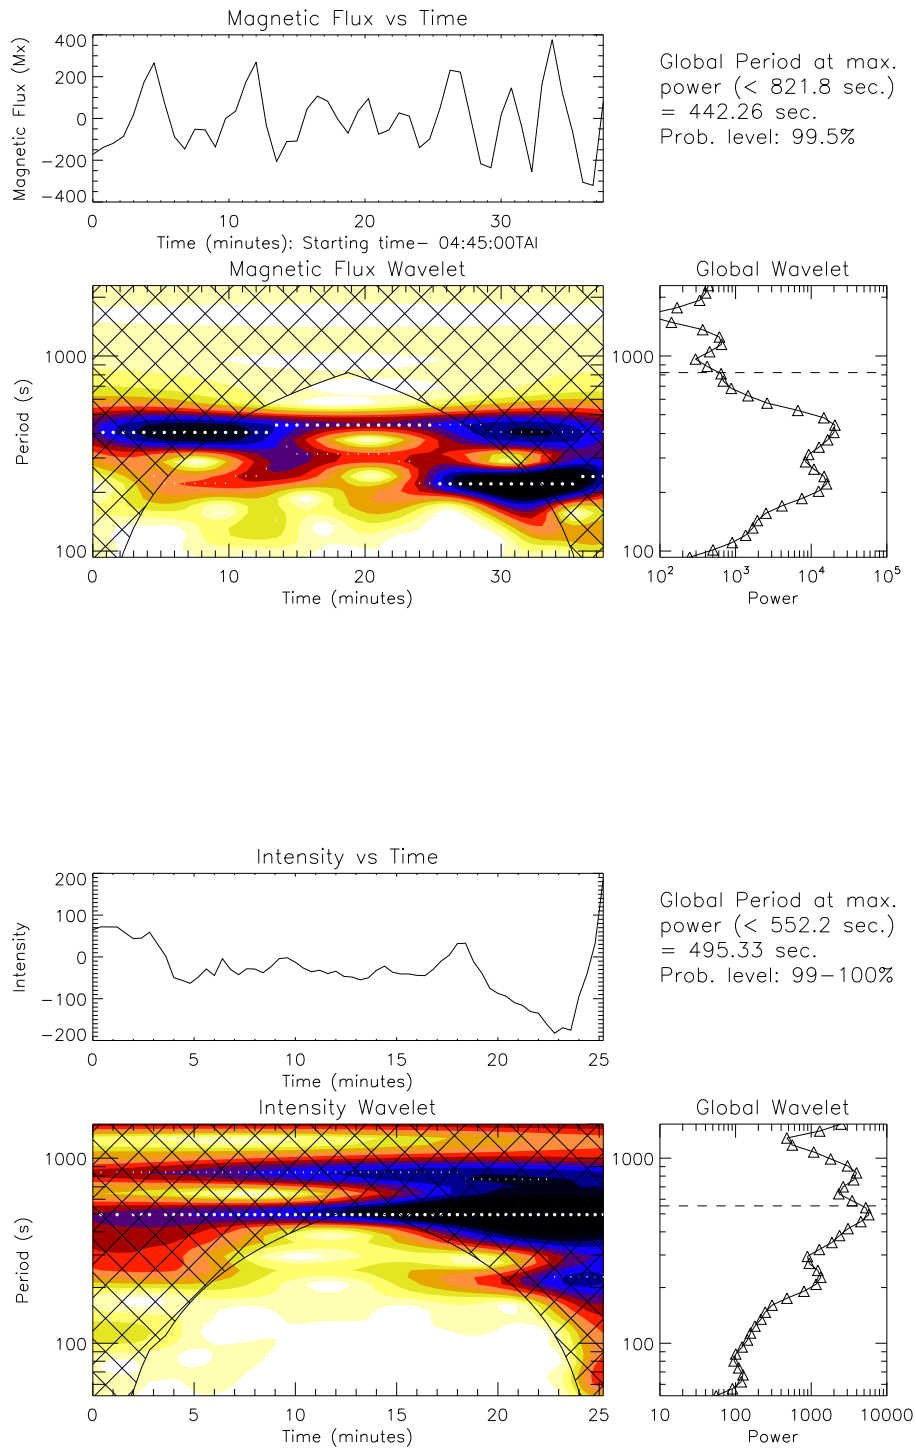 Magnetic Flux vs Time
Magnetic Flux (Mx)
400
200
0
−200
−400
0 10 20 30
Time (minutes): Starting time− 04:45:00TAI
Global Period at max.
power (< 821.8 sec.)
= 442.26 sec.
Prob. level: 99.5%
Magnetic Flux Wavelet
Period (s)
1000
100
0 10 20 30
Time (minutes)
Global Wavelet
1000
100
10² 10³ 10⁴ 10⁵
Power
Intensity vs Time
Intensity
200
100
0
−100
−200
0 5 10 15 20 25
Time (minutes)
Global Period at max.
power (< 552.2 sec.)
= 495.33 sec.
Prob. level: 99−100%
Intensity Wavelet
Period (s)
1000
100
0 5 10 15 20 25
Time (minutes)
Global Wavelet
1000
100
10 100 1000 10000
Power